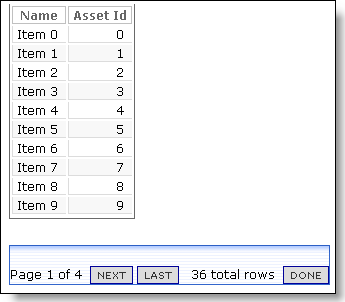 Name Asset Id
Item 0 0
Item 1 1
Item 2 2
Item 3 3
Item 4 4
Item 5 5
Item 6 6
Item 7 7
Item 8 8
Item 9 9
Page 1 of 4 NEXT LAST 36 total rows DONE